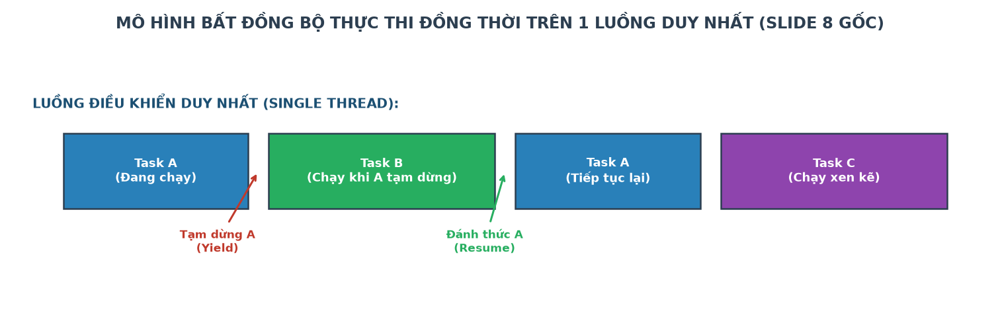 MÔ HÌNH BẤT ĐỒNG BỘ THỰC THI ĐỒNG THỜI TRÊN 1 LUỒNG DUY NHẤT (SLIDE 8 GỐC)
LUỒNG ĐIỀU KHIỂN DUY NHẤT (SINGLE THREAD):
Task A
(Đang chạy)
Task B
(Chạy khi A tạm dừng)
Task A
(Tiếp tục lại)
Task C
(Chạy xen kẽ)
Tạm dừng A
(Yield)
Đánh thức A
(Resume)